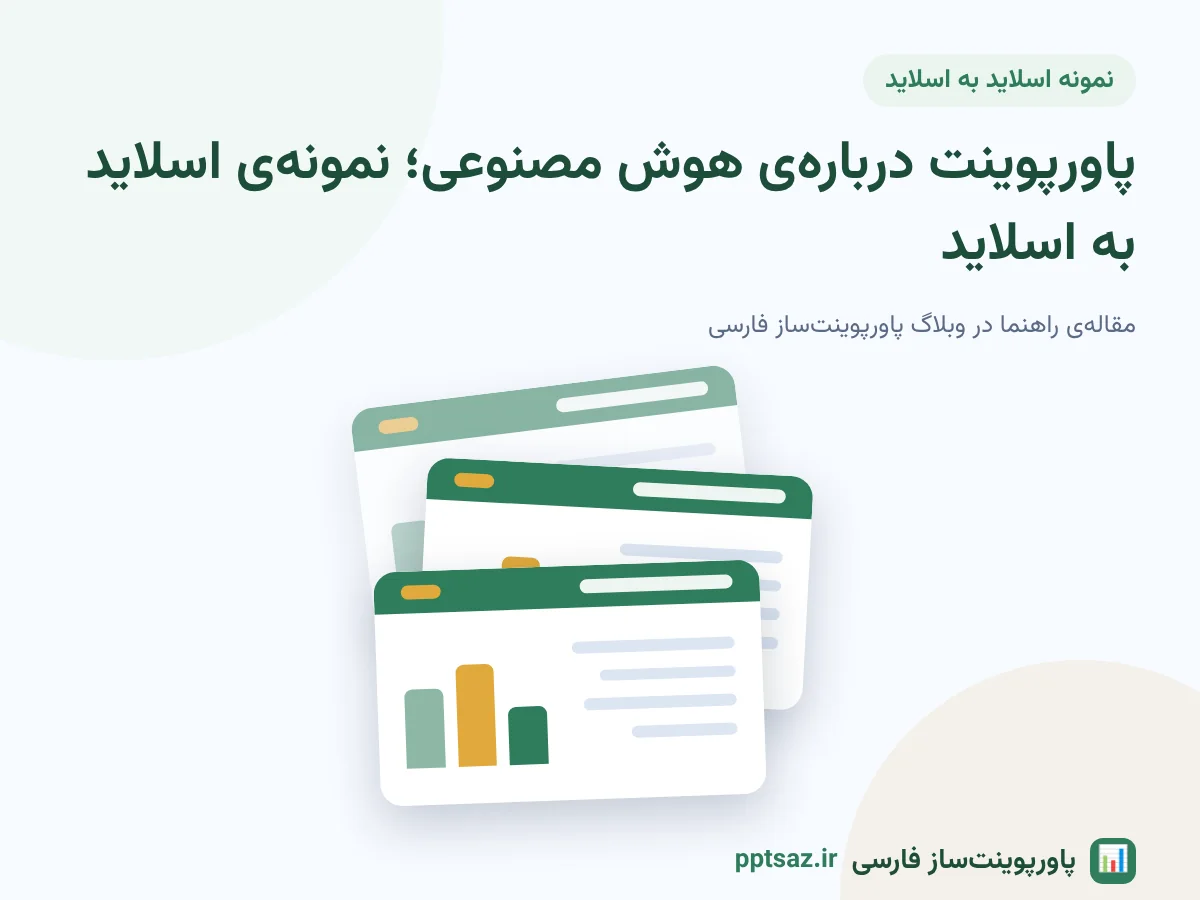 نمونه اسلاید به اسلاید
پاورپوینت درباره‌ی هوش مصنوعی؛ نمونه‌ی اسلاید
به اسلاید
مقاله‌ی راهنما در وبلاگ پاورپوینت‌ساز فارسی
پاورپوینت‌ساز فارسی pptsaz.ir